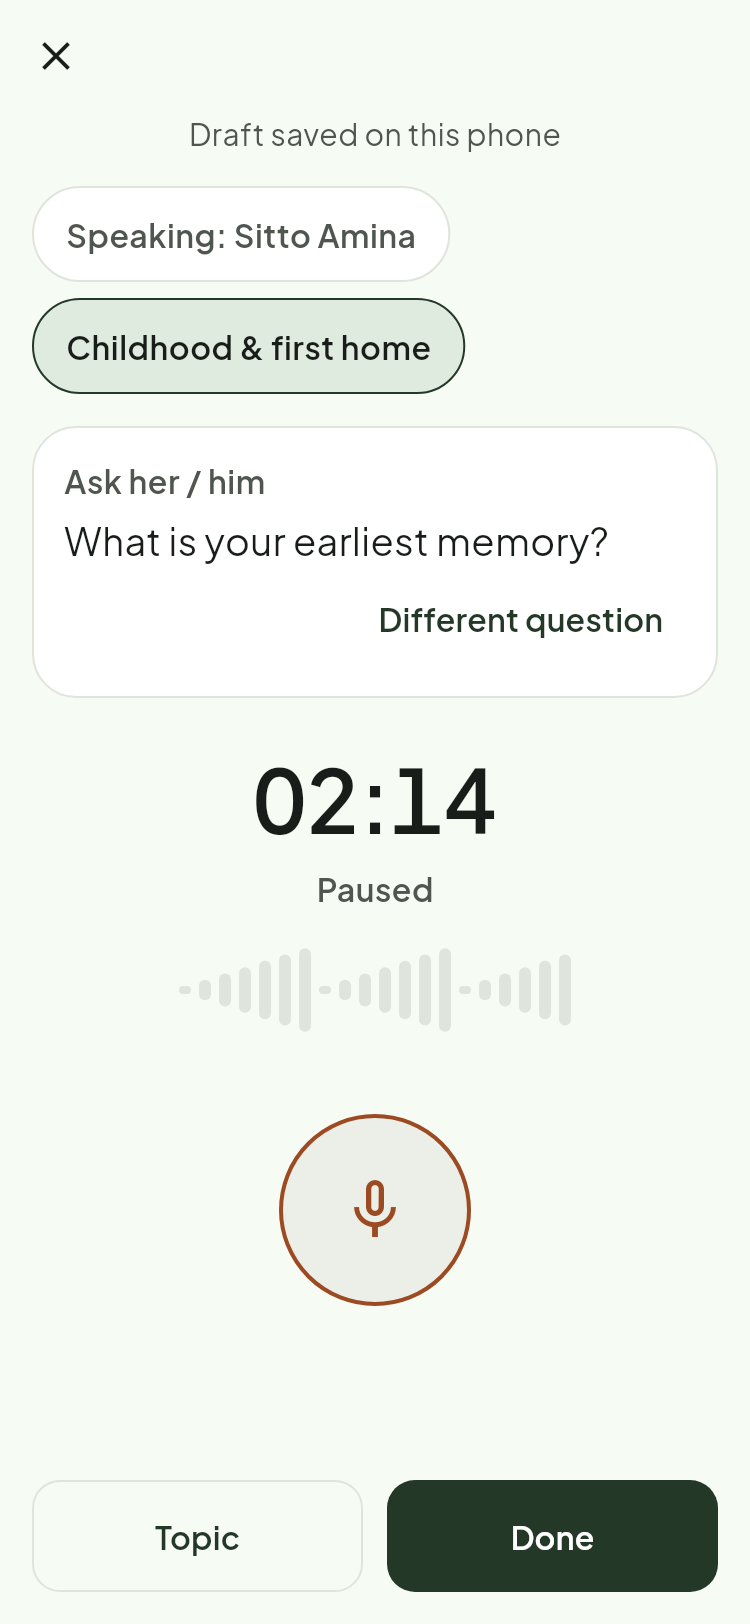 Draft saved on this phone
Speaking: Sitto Amina
Childhood & first home
Ask her / him
What is your earliest memory?
Different question
02:14
Paused
Topic
Done